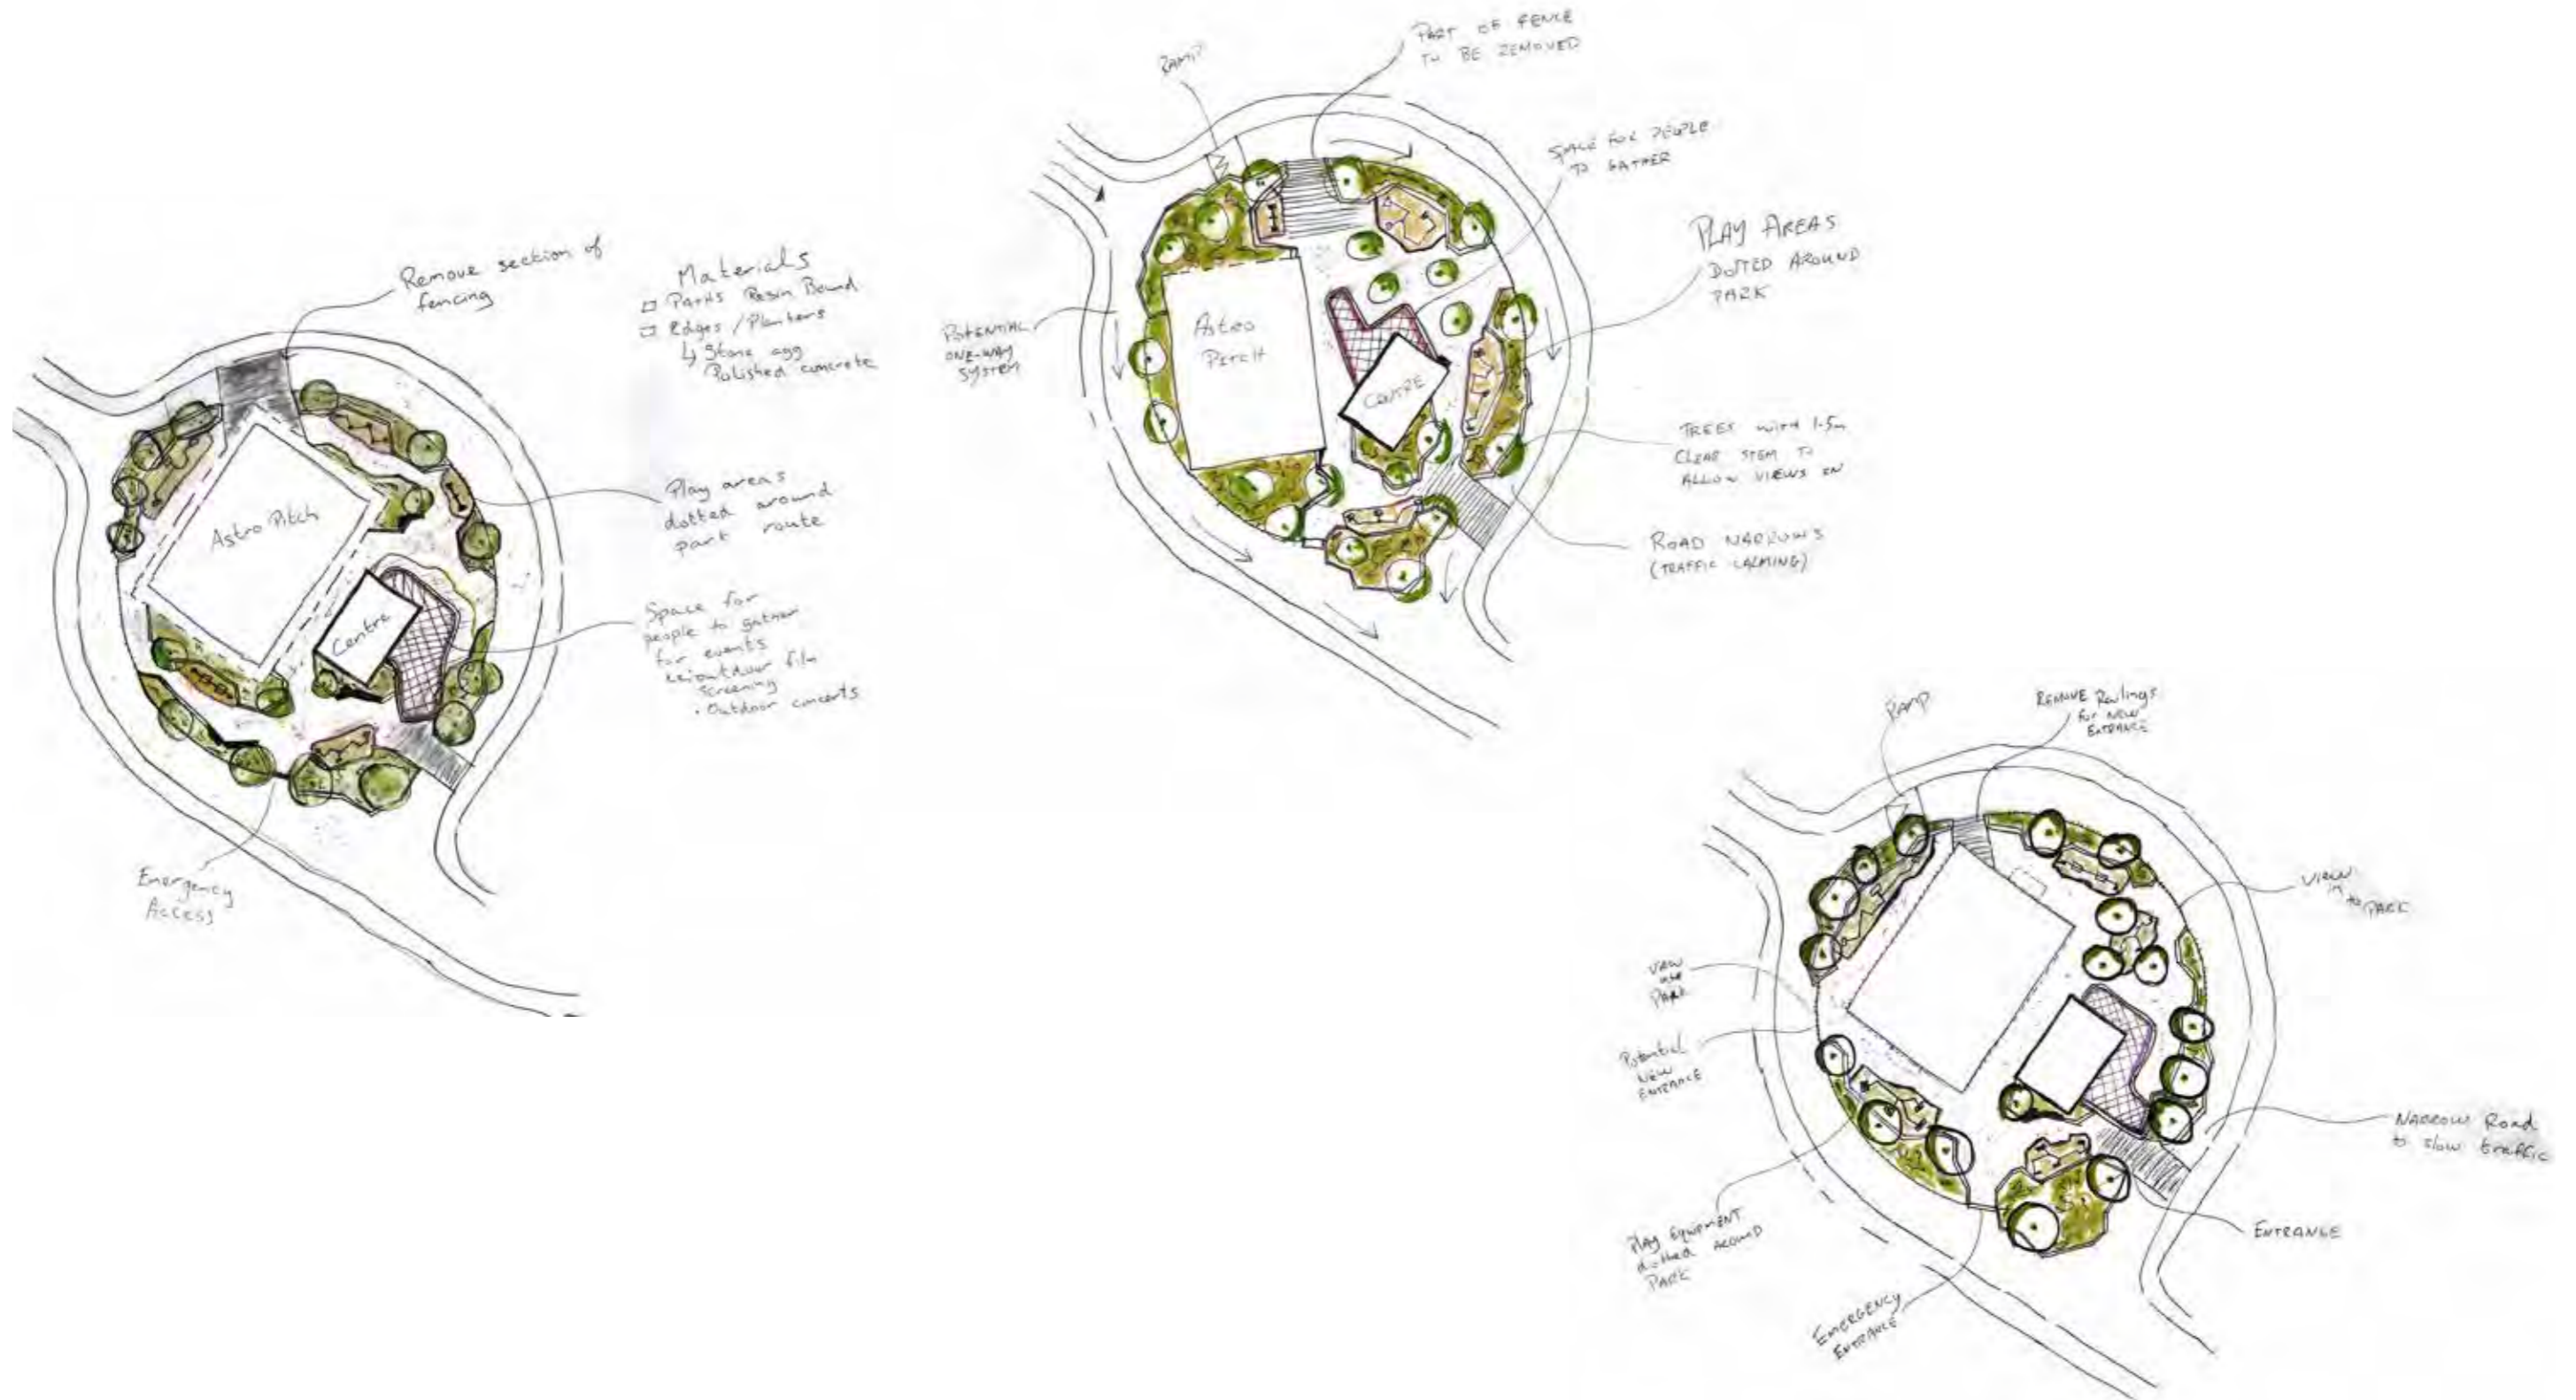 Remove section of
fencing
Materials
Paths Resin Bound
Edges / Planters
↳ Stone agg
Polished concrete
Astro Pitch
Centre
Play areas
dotted around
part route
Space for
people to gather
for events
outdoor film
screening
• Outdoor concerts
Emergency
Access
RAMP
PART OF FENCE
TO BE REMOVED
SPACE FOR PEOPLE
TO GATHER
PLAY AREAS
DOTTED AROUND
PARK
POTENTIAL
ONE-WAY
SYSTEM
Astro
PITCH
CENTRE
TREES with 1.5m
CLEAR STEM TO
ALLOW VIEWS IN
ROAD NARROWS
(TRAFFIC CALMING)
RAMP
REMOVE Railings
for NEW
ENTRANCE
VIEW
in
to PARK
VIEW
PARK
Potential
NEW
ENTRANCE
NARROW Road
to slow traffic
Play Equipment
dotted AROUND
PARK
ENTRANCE
EMERGENCY
ENTRANCE